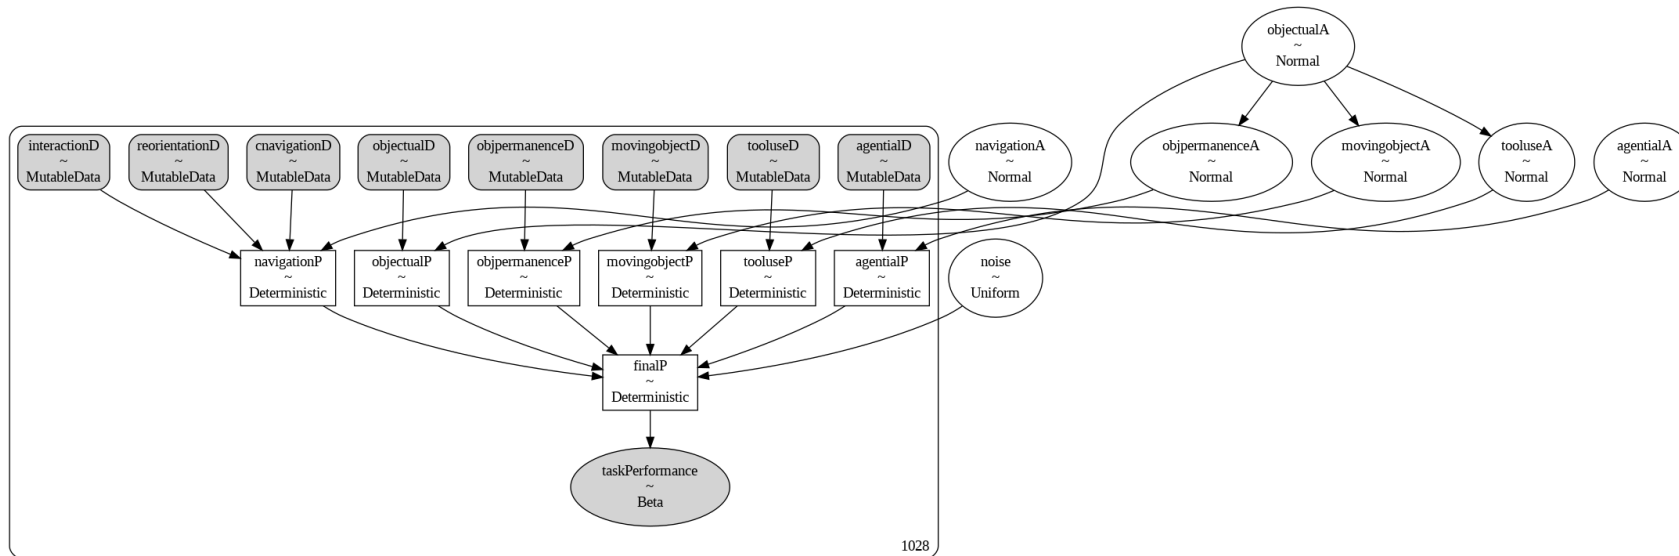 objectualA
~
Normal
interactionD
~
MutableData
reorientationD
~
MutableData
cnavigationD
~
MutableData
objectualD
~
MutableData
objpermanenceD
~
MutableData
movingobjectD
~
MutableData
tooluseD
~
MutableData
agentialD
~
MutableData
navigationA
~
Normal
objpermanenceA
~
Normal
movingobjectA
~
Normal
tooluseA
~
Normal
agentialA
~
Normal
navigationP
~
Deterministic
objectualP
~
Deterministic
objpermanenceP
~
Deterministic
movingobjectP
~
Deterministic
tooluseP
~
Deterministic
agentialP
~
Deterministic
noise
~
Uniform
finalP
~
Deterministic
taskPerformance
~
Beta
1028